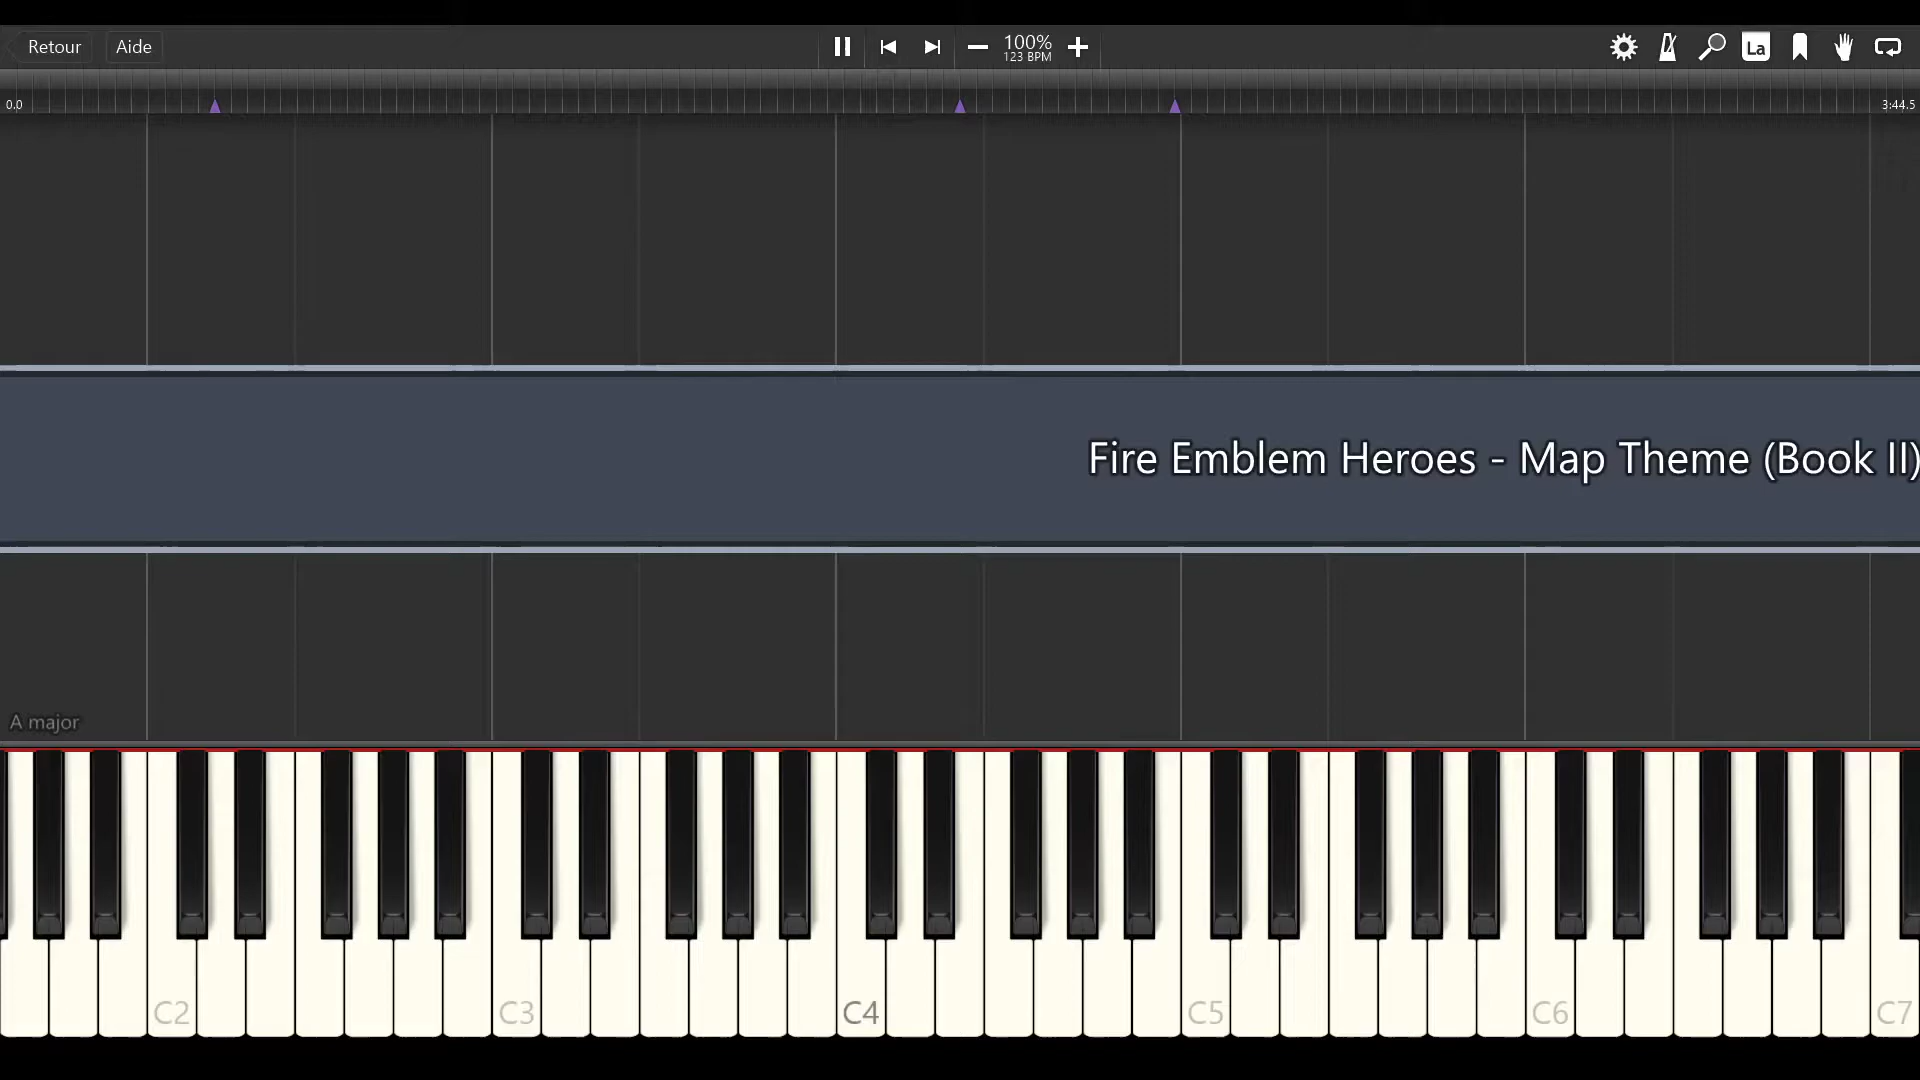 Retour Aide 100% La
123 BPM
0.0 3:44.5
Fire Emblem Heroes - Map Theme (Book II)
A major
C2 C3 C4 C5 C6 C7